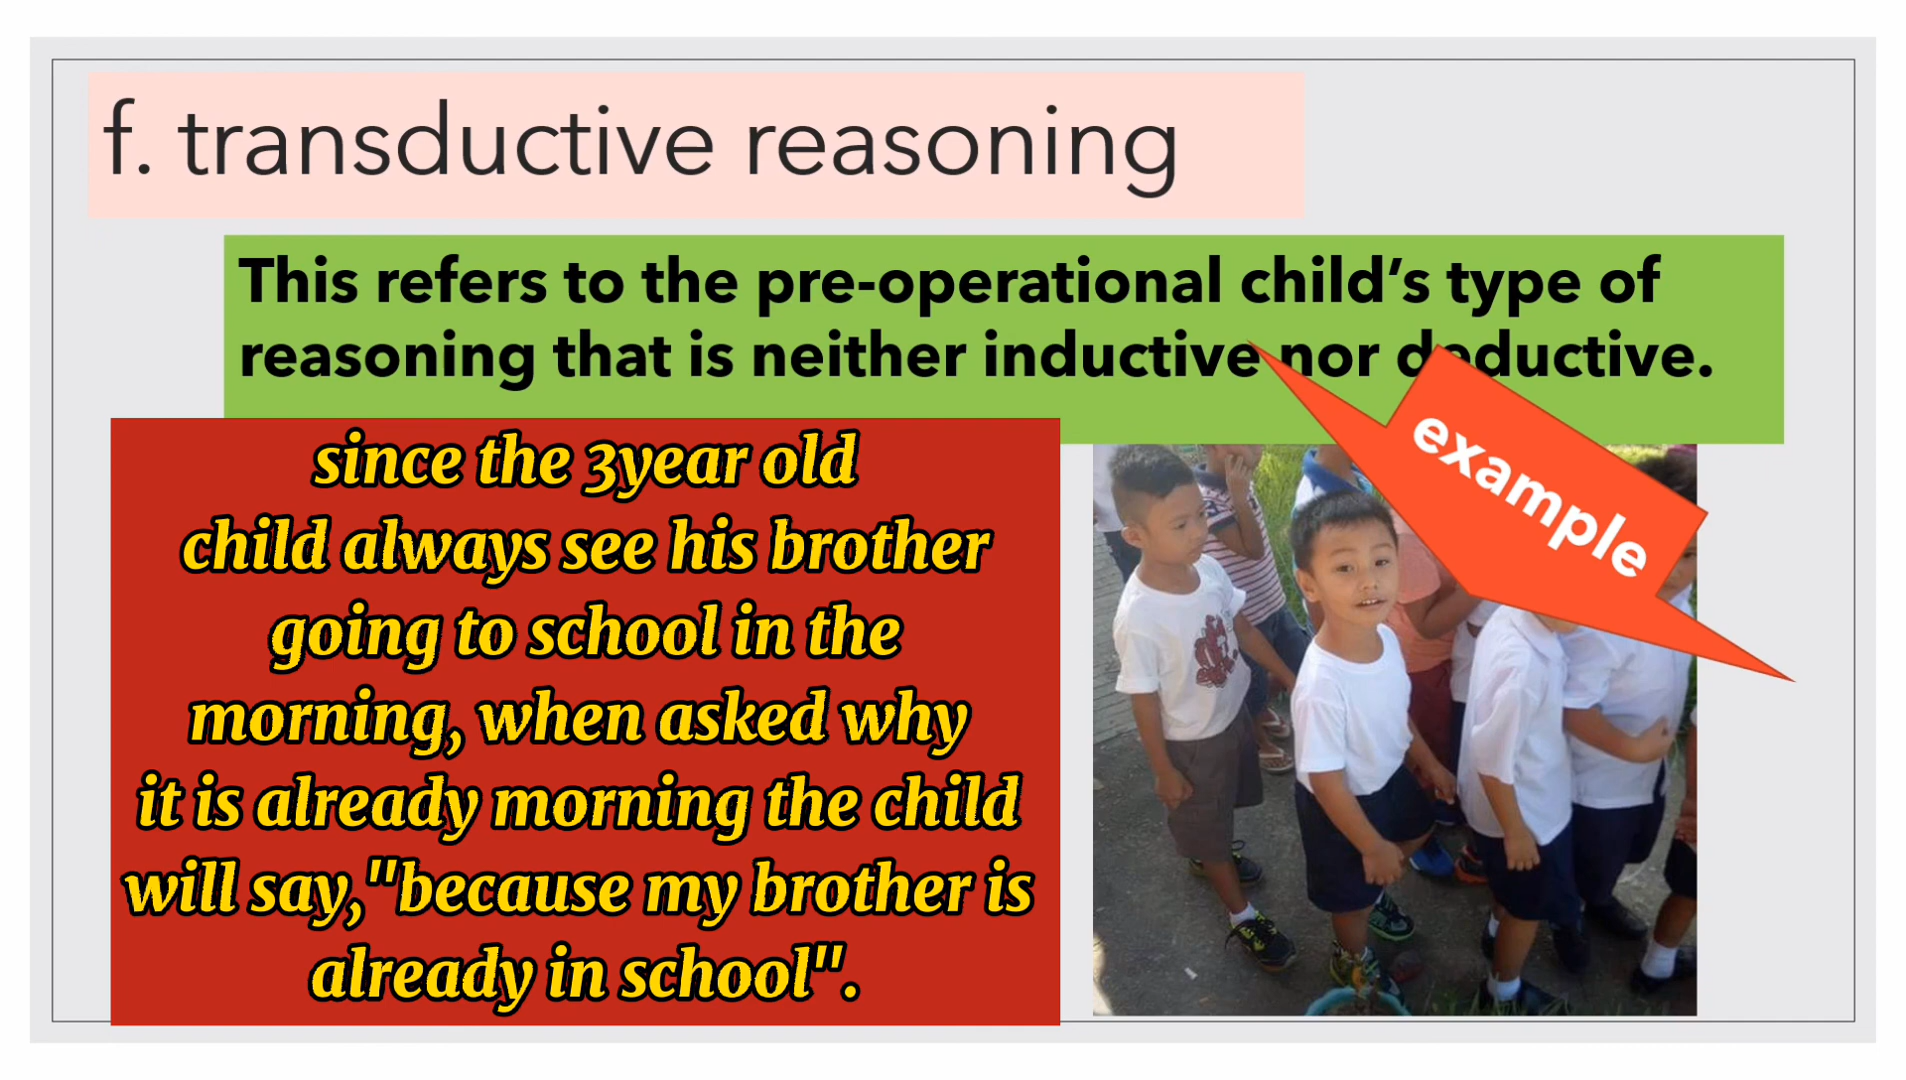 f. transductive reasoning
This refers to the pre-operational child’s type of
reasoning that is neither inductive nor deductive.
example
since the 3year old
child always see his brother
going to school in the
morning, when asked why
it is already morning the child
will say,"because my brother is
already in school".